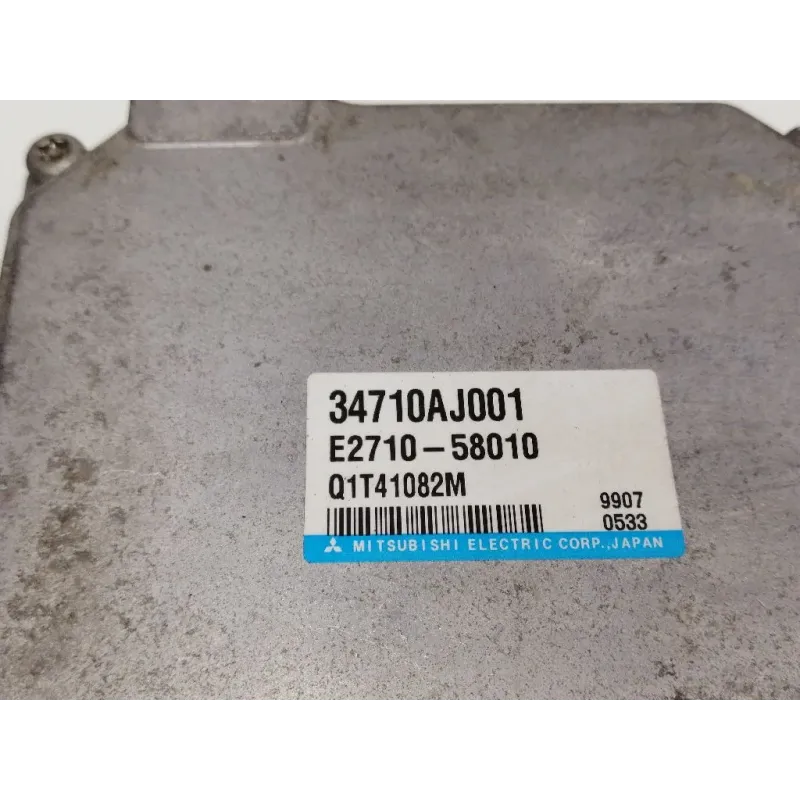 34710AJ001
E2710-58010
Q1T41082M
9907
0533
MITSUBISHI ELECTRIC CORP., JAPAN